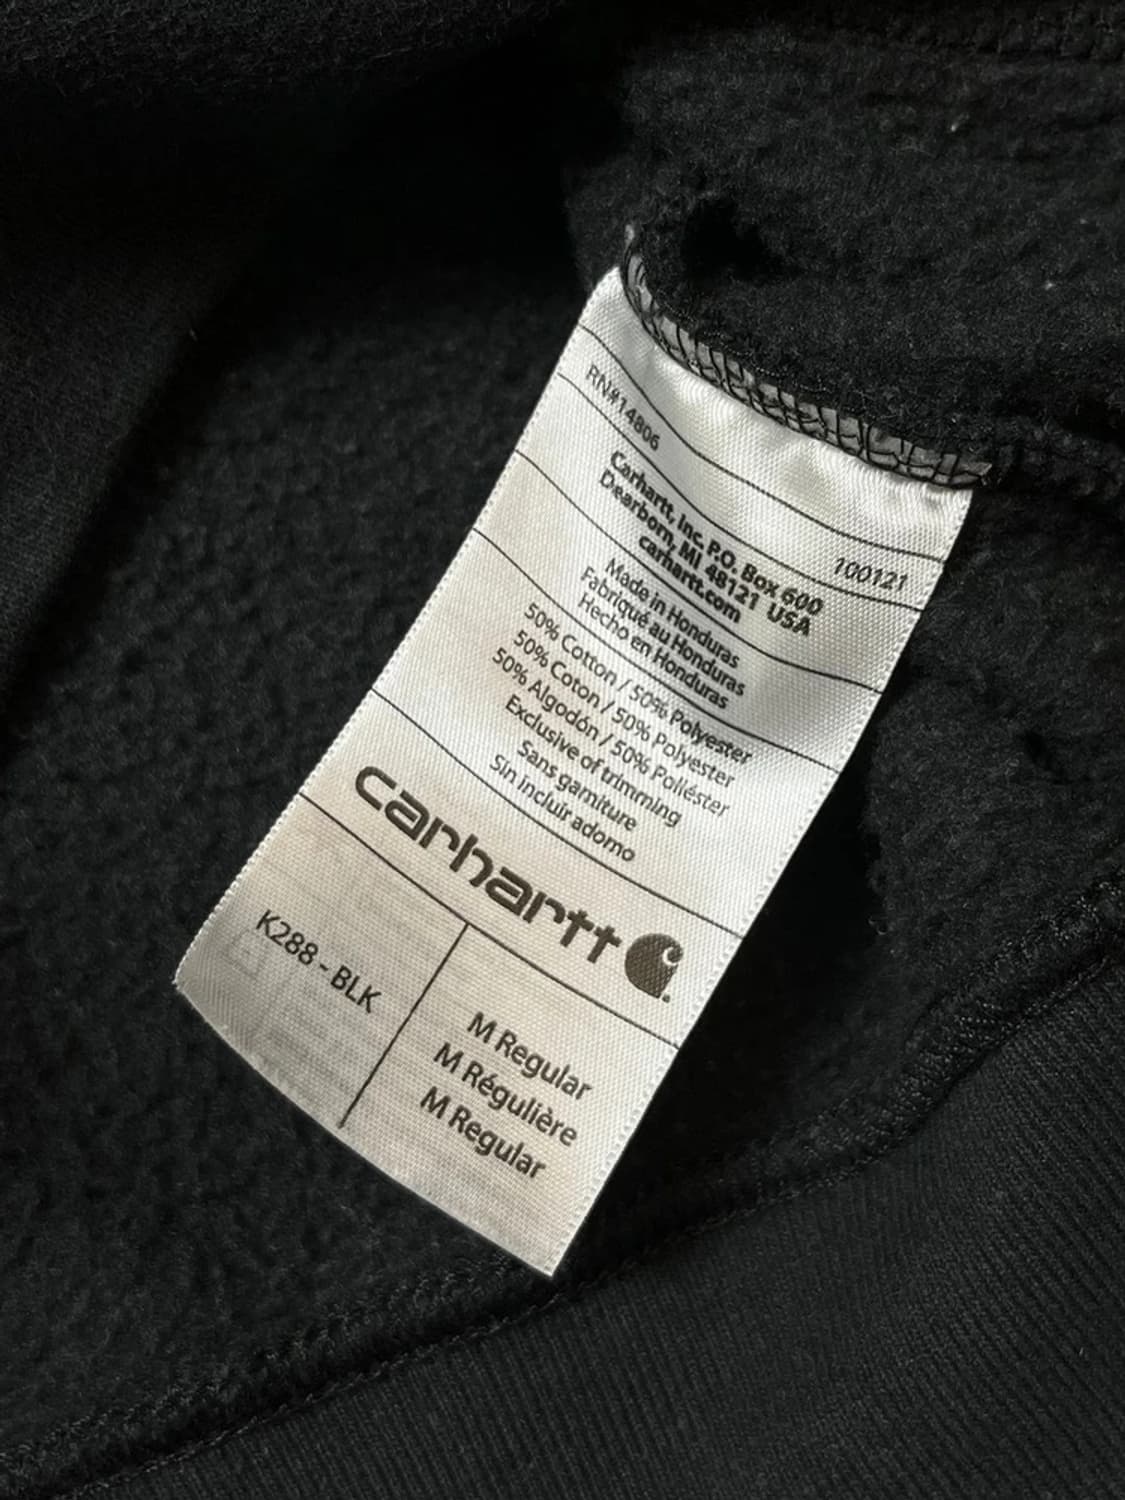 RN#14806
100121
Carhartt, Inc. P.O. Box 600
Dearborn, MI 48121 USA
carhartt.com
Made in Honduras
Fabriqué au Honduras
Hecho en Honduras
50% Cotton / 50% Polyester
50% Coton / 50% Polyester
50% Algodón / 50% Poliéster
Exclusive of trimming
Sans garniture
Sin incluir adorno
carhartt
K288 - BLK
M Regular
M Régulière
M Regular